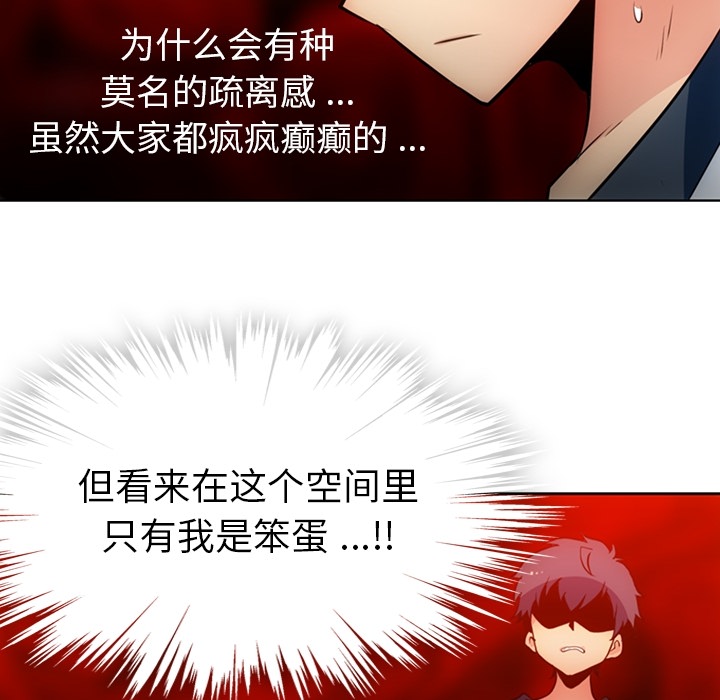 为什么会有种
莫名的疏离感 ...
虽然大家都疯疯癫癫的 ...
但看来在这个空间里
只有我是笨蛋 ...!!